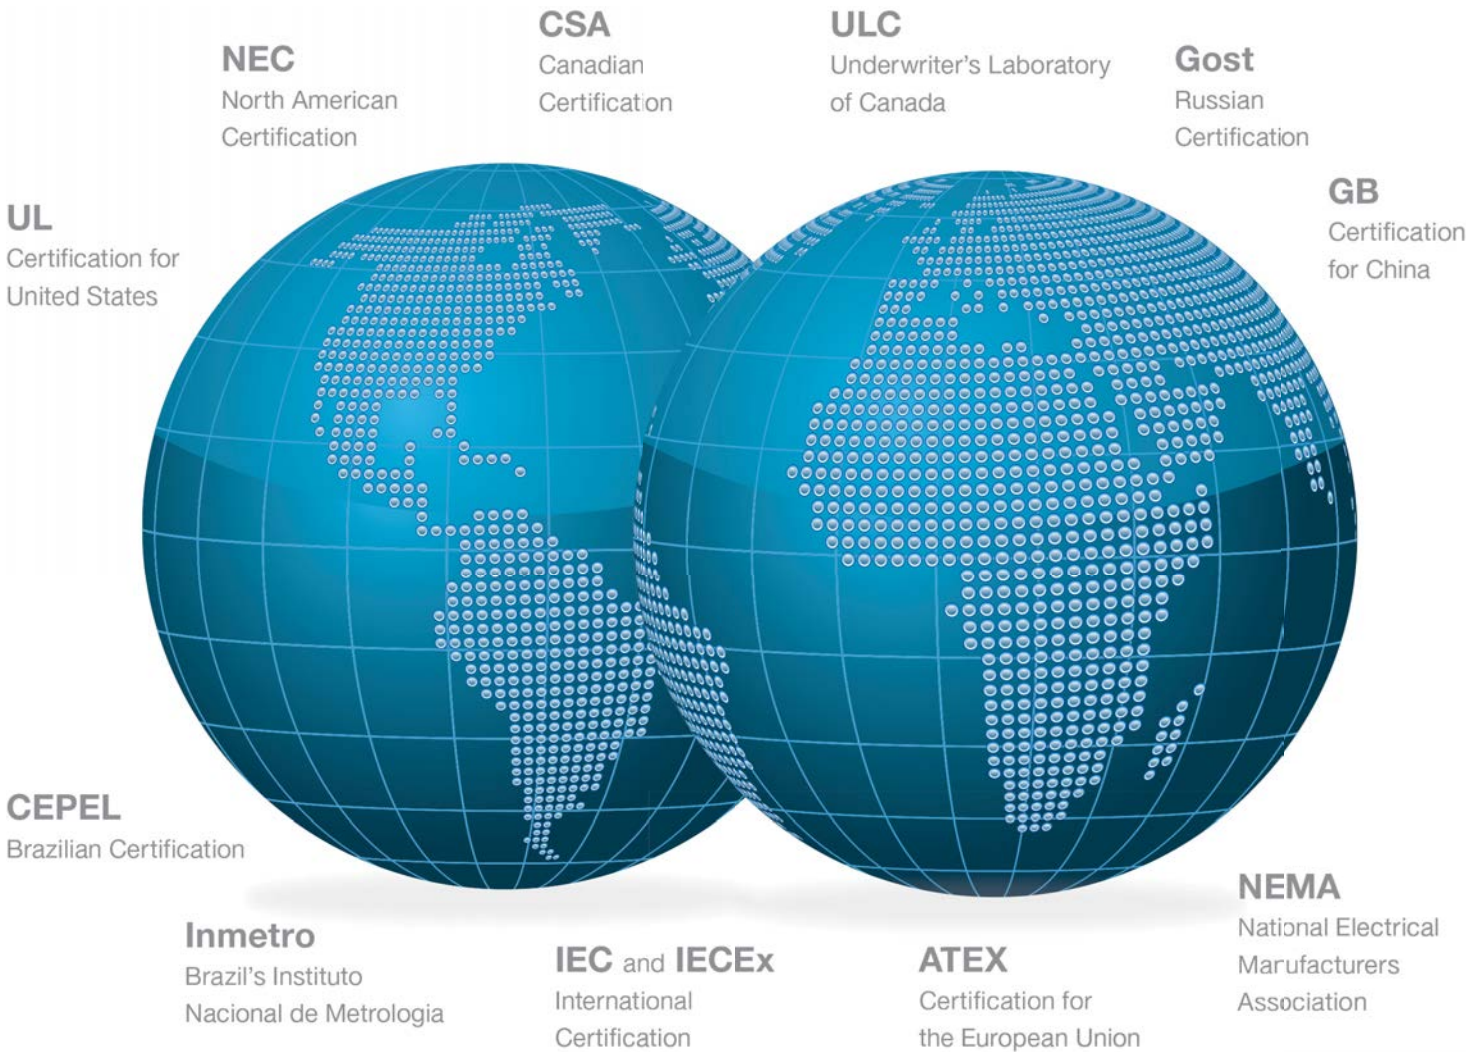 CSA
Canadian
Certification
ULC
Underwriter's Laboratory
of Canada
NEC
North American
Certification
Gost
Russian
Certification
UL
Certification for
United States
GB
Certification
for China
CEPEL
Brazilian Certification
Inmetro
Brazil's Instituto
Nacional de Metrologia
IEC and IECEx
International
Certification
ATEX
Certification for
the European Union
NEMA
National Electrical
Manufacturers
Association